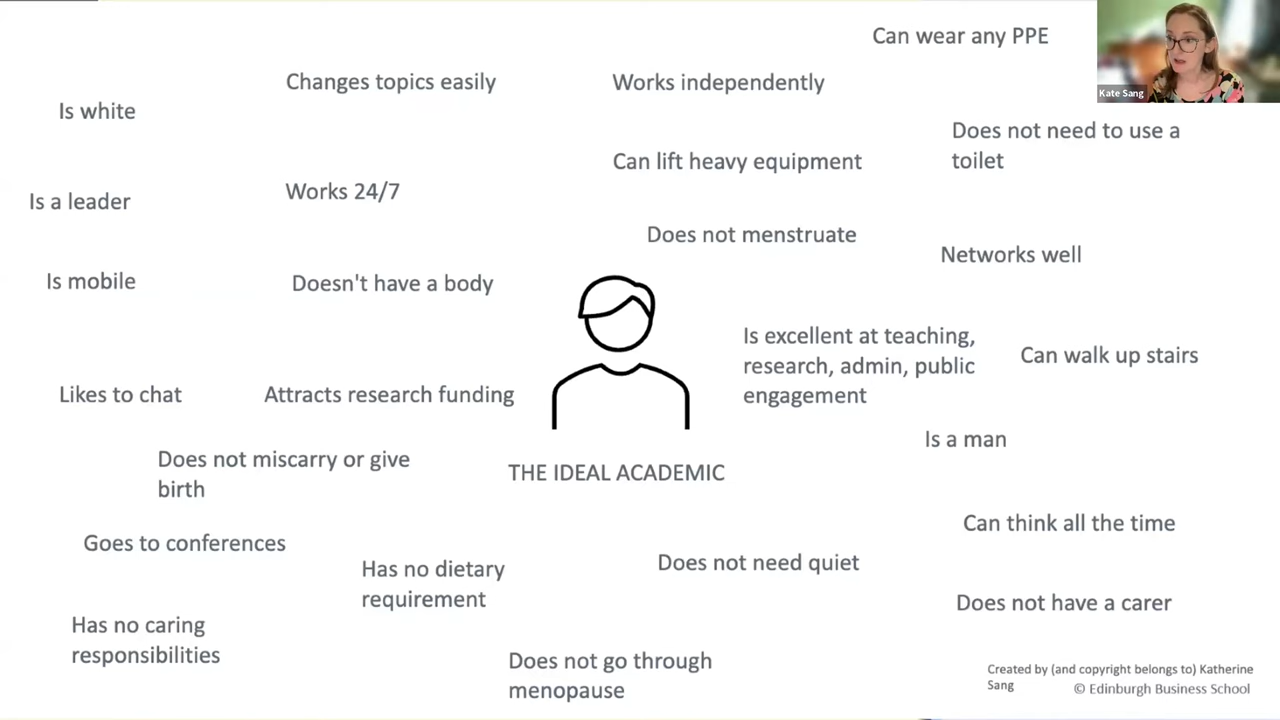 Can wear any PPE
Kate Sang
Changes topics easily
Works independently
Is white
Does not need to use a
toilet
Can lift heavy equipment
Is a leader
Works 24/7
Does not menstruate
Networks well
Is mobile
Doesn't have a body
Is excellent at teaching,
research, admin, public
engagement
Can walk up stairs
Likes to chat
Attracts research funding
Is a man
Does not miscarry or give
birth
THE IDEAL ACADEMIC
Can think all the time
Goes to conferences
Has no dietary
requirement
Does not need quiet
Does not have a carer
Has no caring
responsibilities
Does not go through
menopause
Created by (and copyright belongs to) Katherine
Sang
© Edinburgh Business School